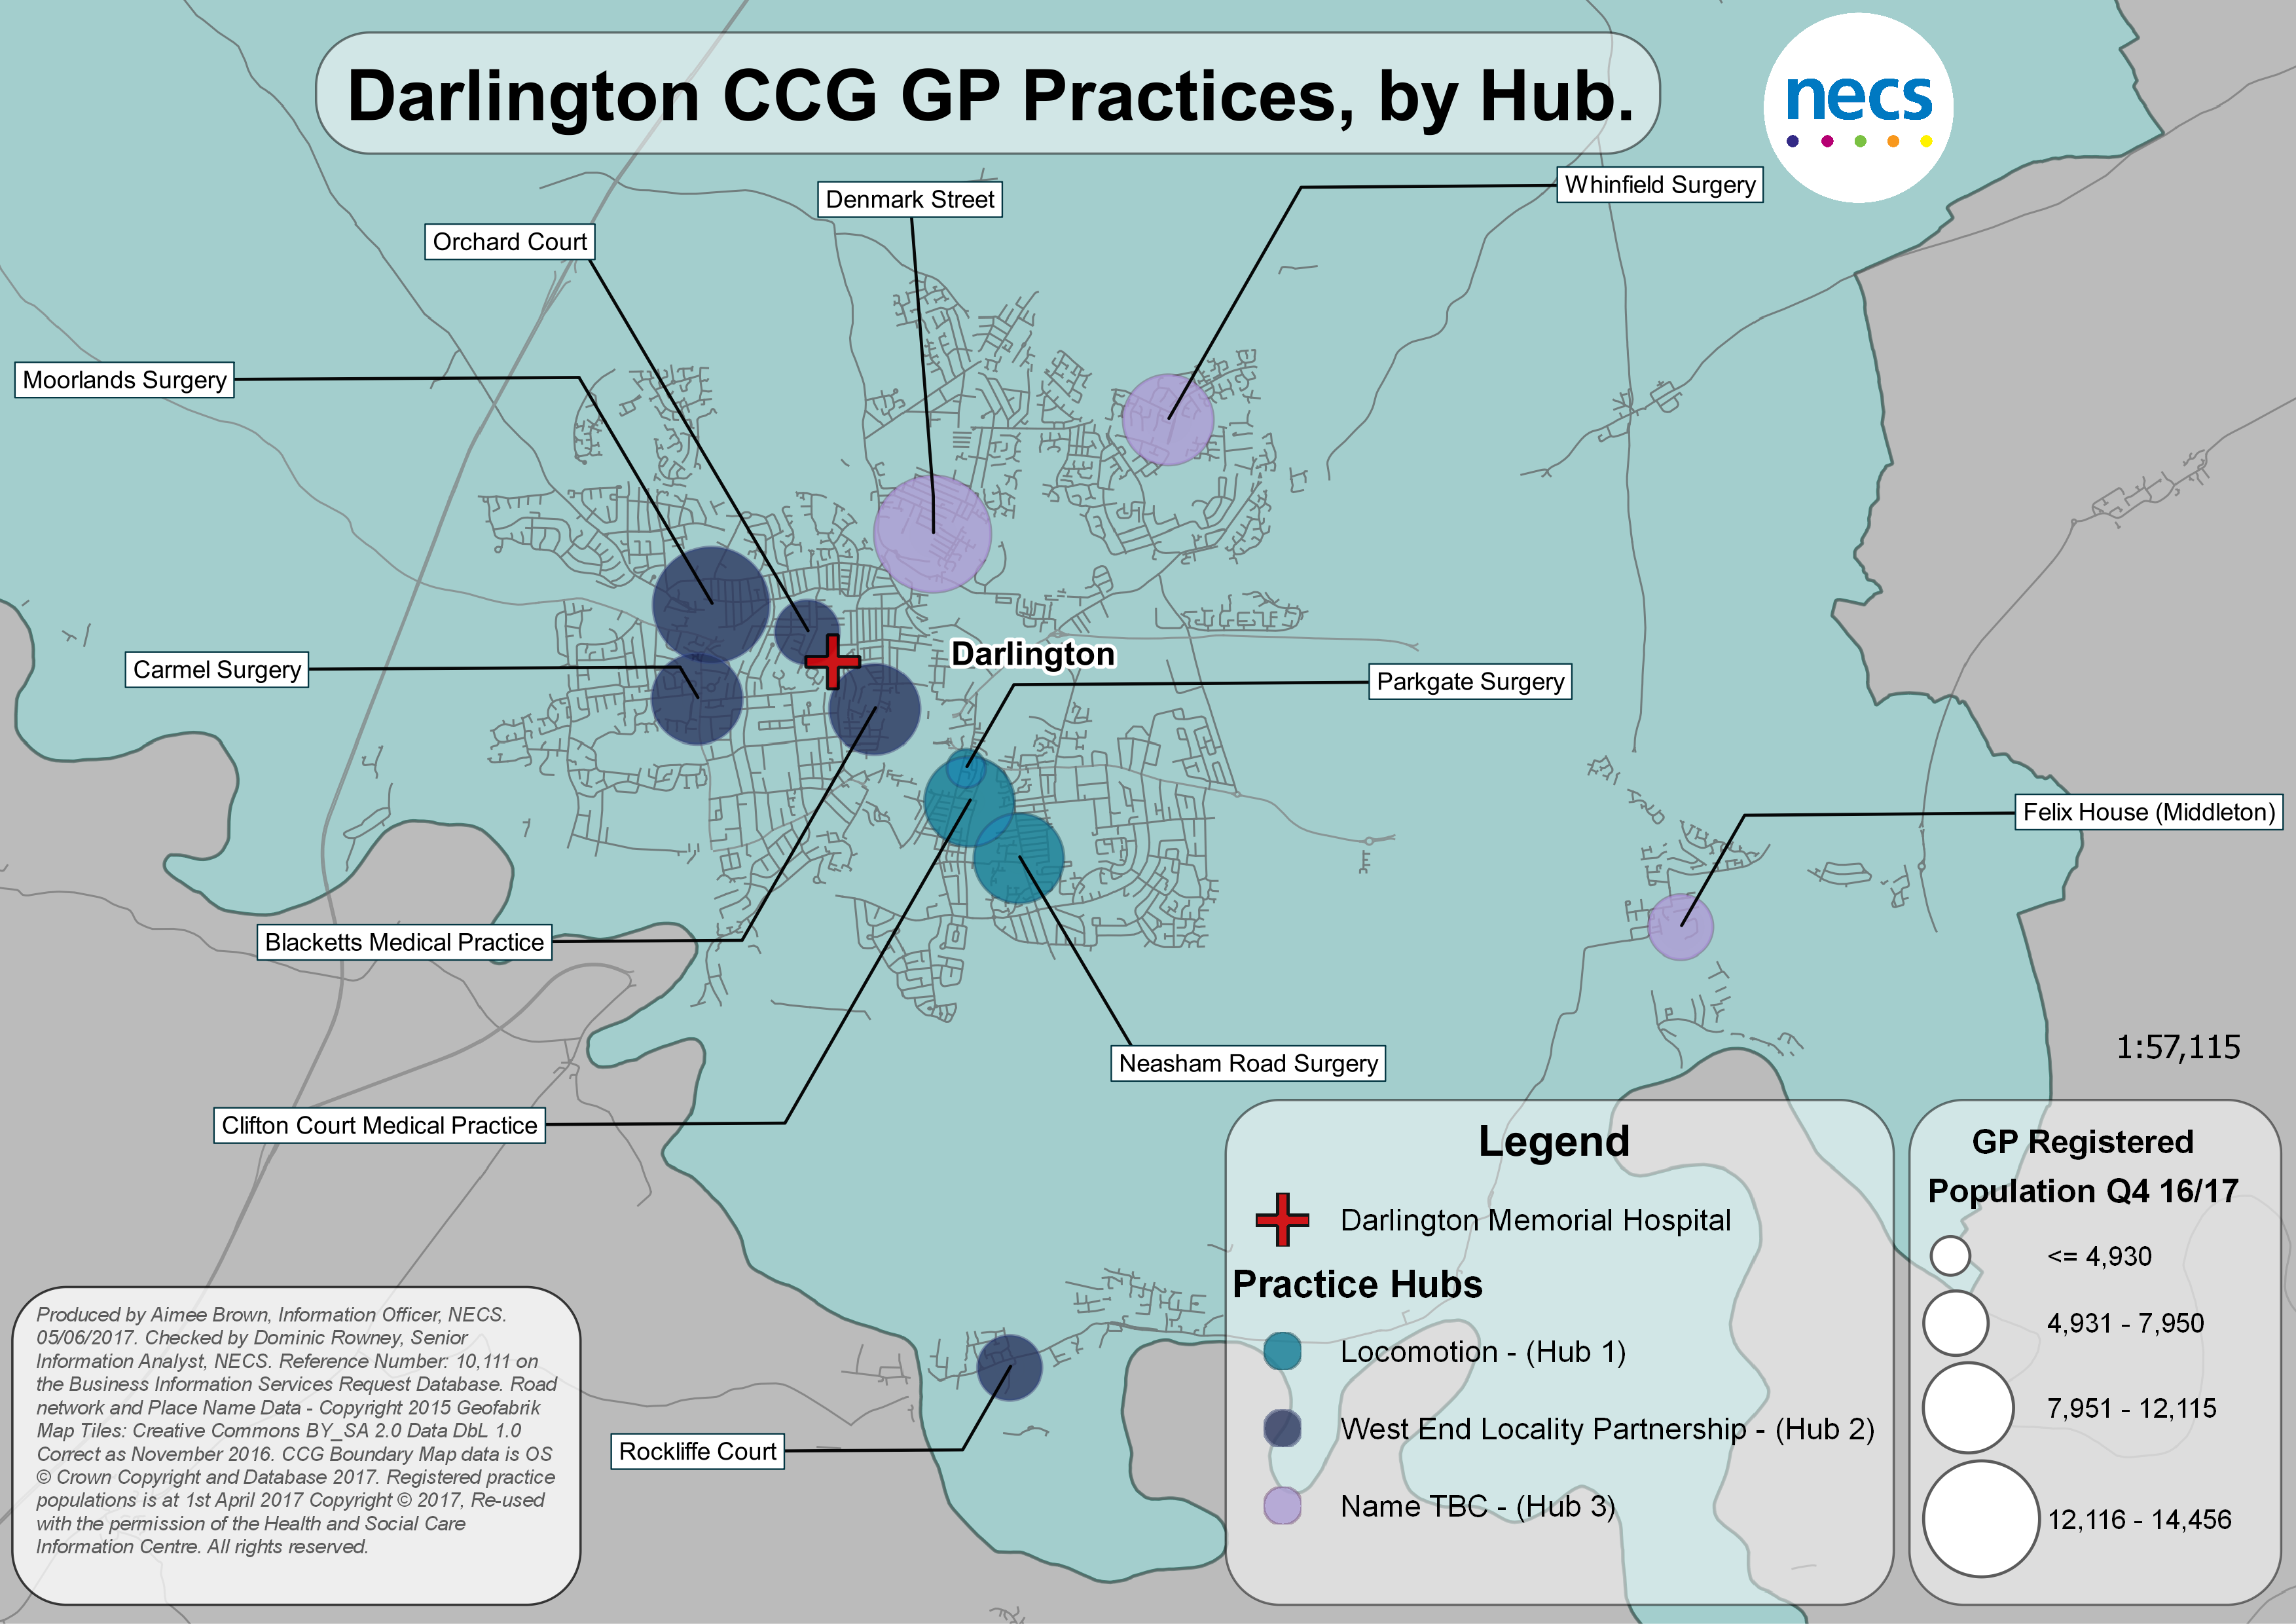 Darlington CCG GP Practices, by Hub.
necs
Denmark Street
Whinfield Surgery
Orchard Court
Moorlands Surgery
Darlington
Carmel Surgery
Parkgate Surgery
Felix House (Middleton)
Blacketts Medical Practice
Neasham Road Surgery
1:57,115
Clifton Court Medical Practice
Rockliffe Court
Legend
Darlington Memorial Hospital
Practice Hubs
Locomotion - (Hub 1)
West End Locality Partnership - (Hub 2)
Name TBC - (Hub 3)
GP Registered
Population Q4 16/17
<= 4,930
4,931 - 7,950
7,951 - 12,115
12,116 - 14,456
Produced by Aimee Brown, Information Officer, NECS.
05/06/2017. Checked by Dominic Rowney, Senior
Information Analyst, NECS. Reference Number: 10,111 on
the Business Information Services Request Database. Road
network and Place Name Data - Copyright 2015 Geofabrik
Map Tiles: Creative Commons BY_SA 2.0 Data DbL 1.0
Correct as November 2016. CCG Boundary Map data is OS
© Crown Copyright and Database 2017. Registered practice
populations is at 1st April 2017 Copyright © 2017, Re-used
with the permission of the Health and Social Care
Information Centre. All rights reserved.